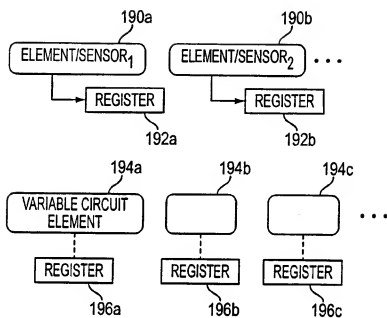 190a 190b
ELEMENT/SENSOR1 ELEMENT/SENSOR2 ...
REGISTER REGISTER
192a 192b
194a 194b 194c
VARIABLE CIRCUIT
ELEMENT
...
REGISTER REGISTER REGISTER
196a 196b 196c